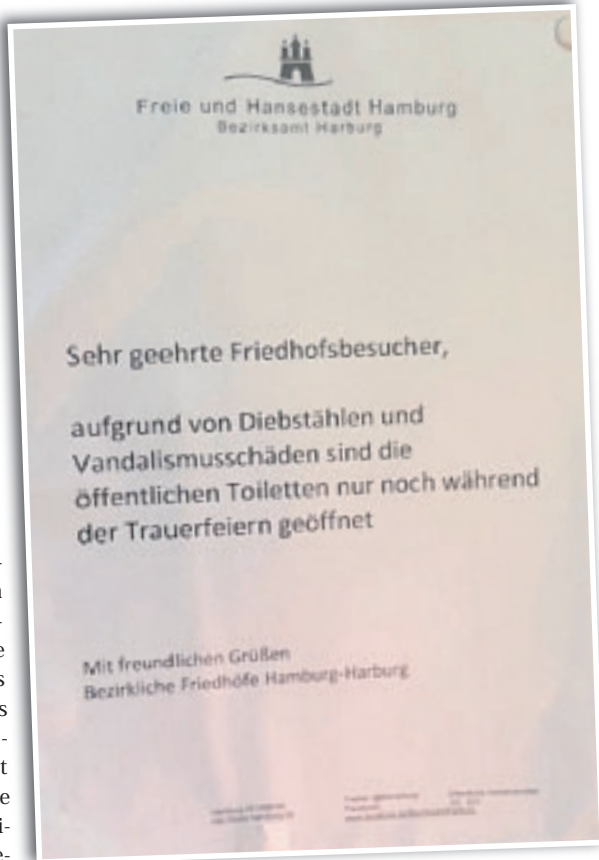 Freie und Hansestadt Hamburg
Bezirksamt Harburg
Sehr geehrte Friedhofsbesucher,
aufgrund von Diebstählen und
Vandalismusschäden sind die
öffentlichen Toiletten nur noch während
der Trauerfeiern geöffnet
Mit freundlichen Grüßen
Bezirkliche Friedhöfe Hamburg-Harburg